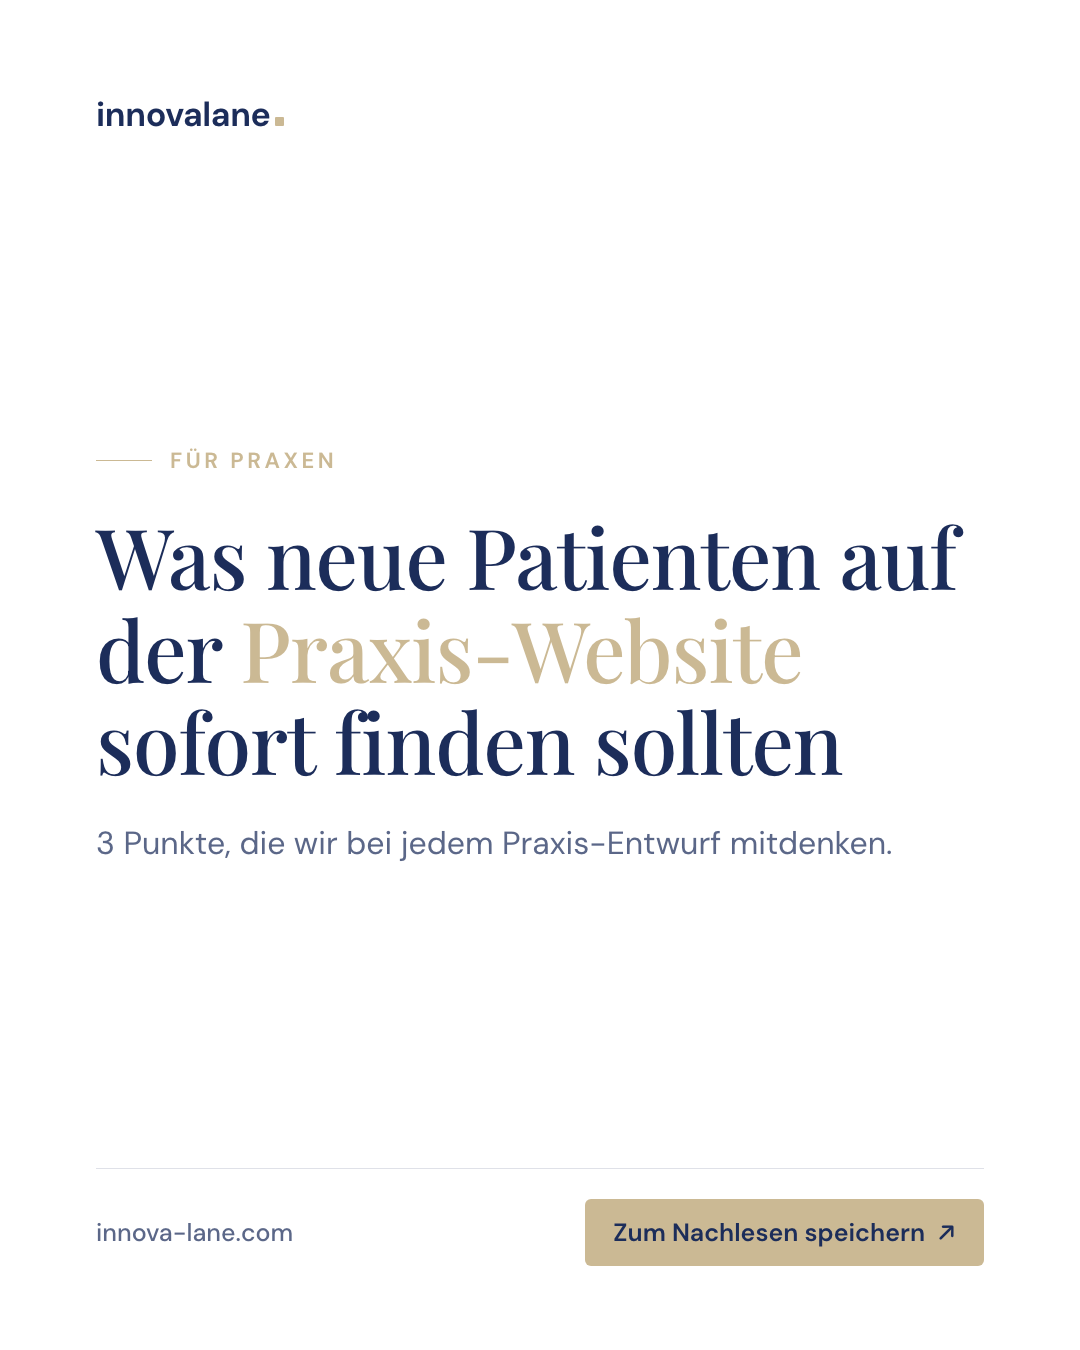 innovalane.
FÜR PRAXEN
Was neue Patienten auf
der Praxis-Website
sofort finden sollten
3 Punkte, die wir bei jedem Praxis-Entwurf mitdenken.
innova-lane.com
Zum Nachlesen speichern ↗